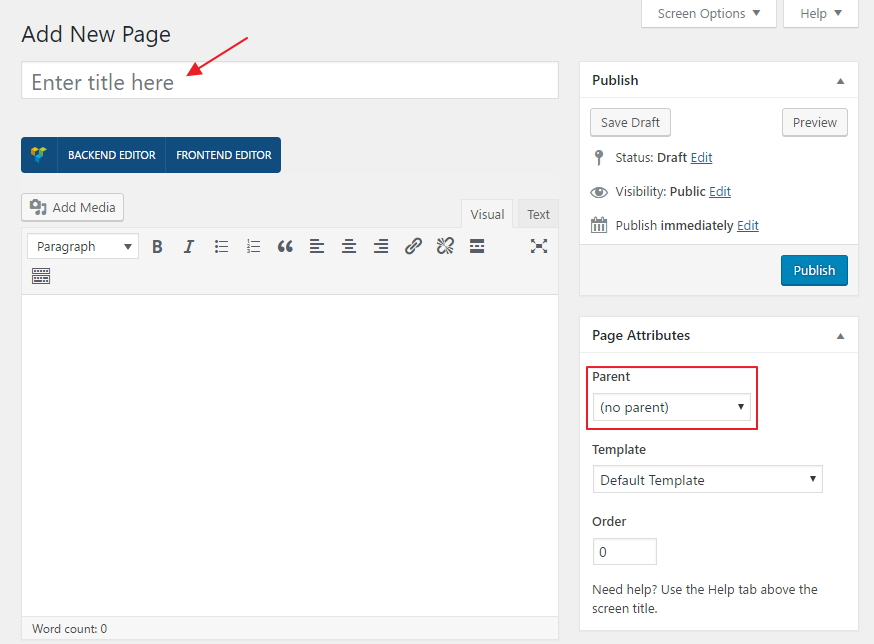 Screen Options
Help
Add New Page
Enter title here
BACKEND EDITOR
FRONTEND EDITOR
Add Media
Visual
Text
Paragraph
Word count: 0
Publish
Save Draft
Preview
Status: Draft Edit
Visibility: Public Edit
Publish immediately Edit
Publish
Page Attributes
Parent
(no parent)
Template
Default Template
Order
0
Need help? Use the Help tab above the
screen title.